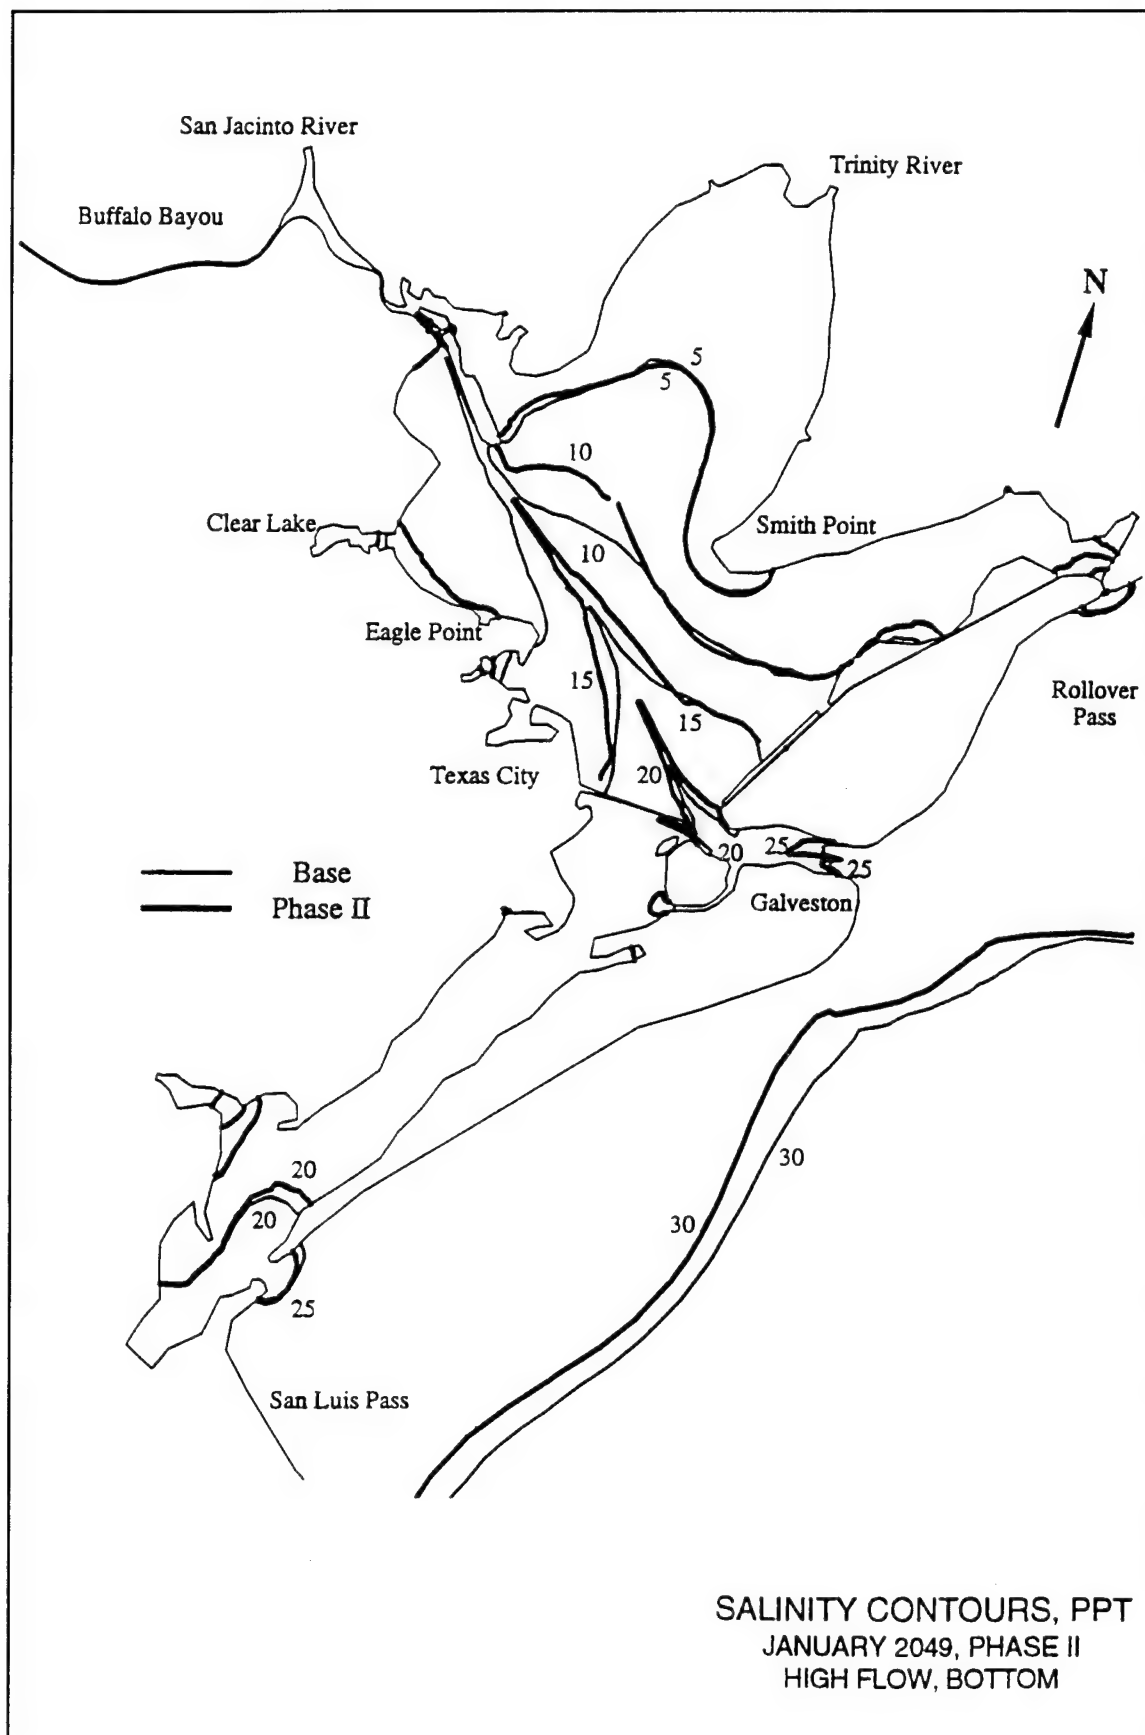 San Jacinto River
Trinity River
Buffalo Bayou
N
5
5
10
Clear Lake
Smith Point
10
Eagle Point
15
Rollover
Pass
15
Texas City
20
25
20
25
Base
Phase II
Galveston
30
20
20
30
25
San Luis Pass
SALINITY CONTOURS, PPT
JANUARY 2049, PHASE II
HIGH FLOW, BOTTOM